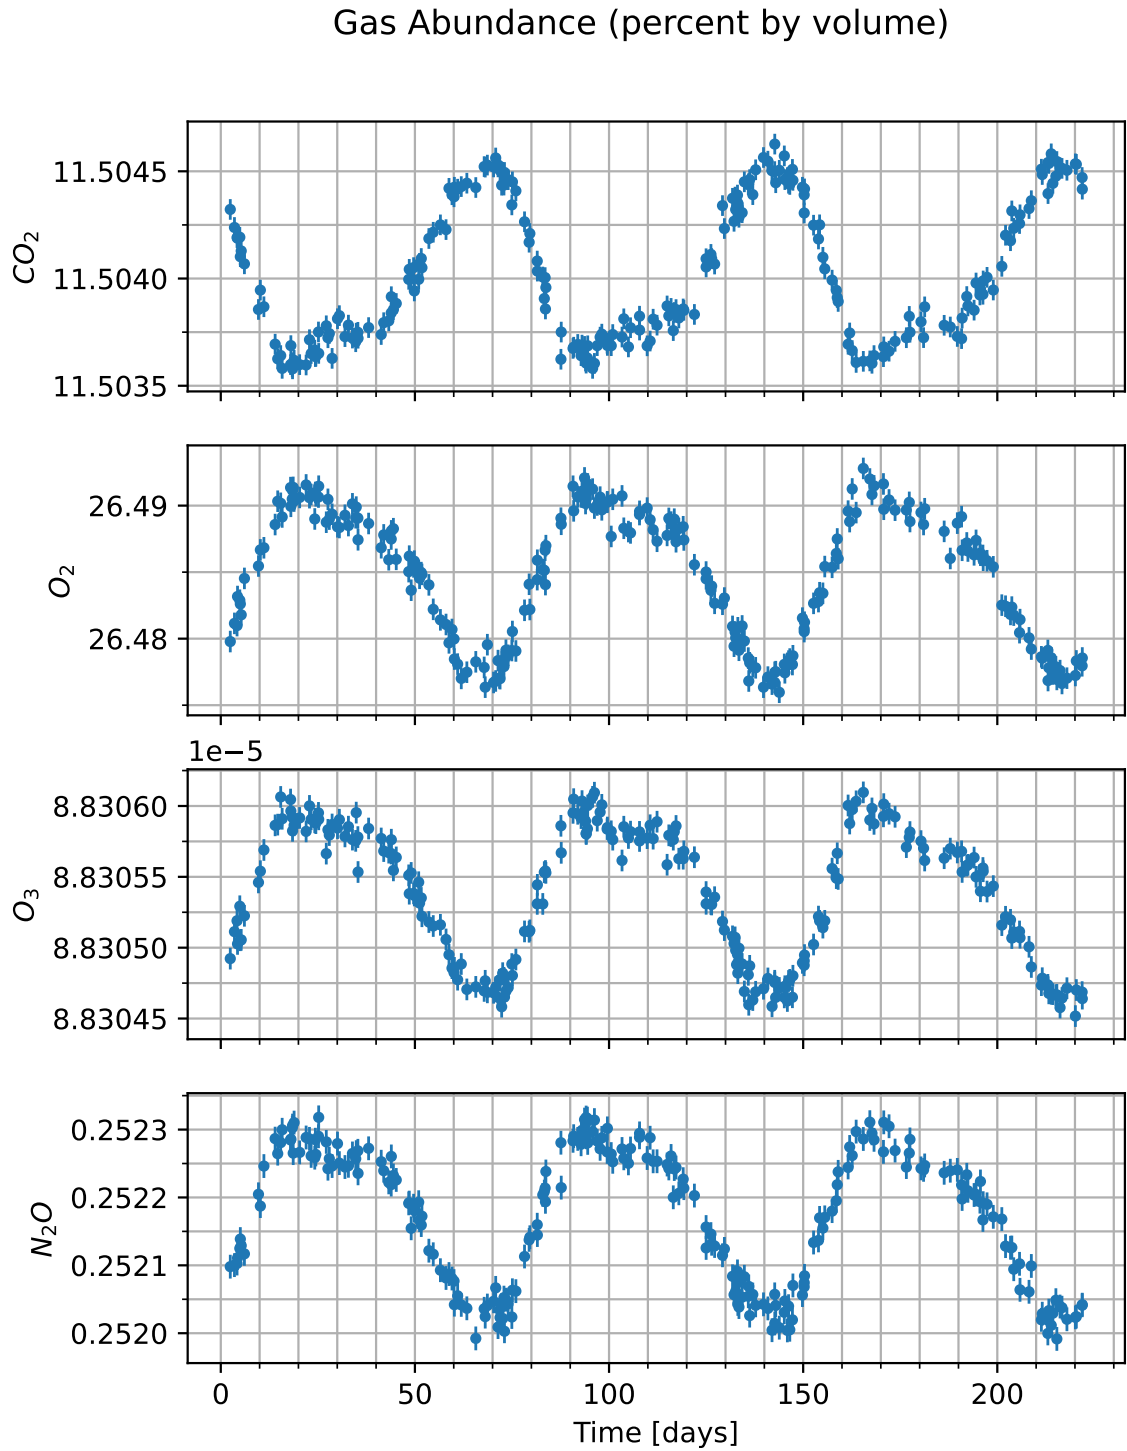 Gas Abundance (percent by volume)
11.5045
11.5040
11.5035
CO₂
26.49
26.48
O₂
1e−5
8.83060
8.83055
8.83050
8.83045
O₃
0.2523
0.2522
0.2521
0.2520
N₂O
0 50 100 150 200
Time [days]